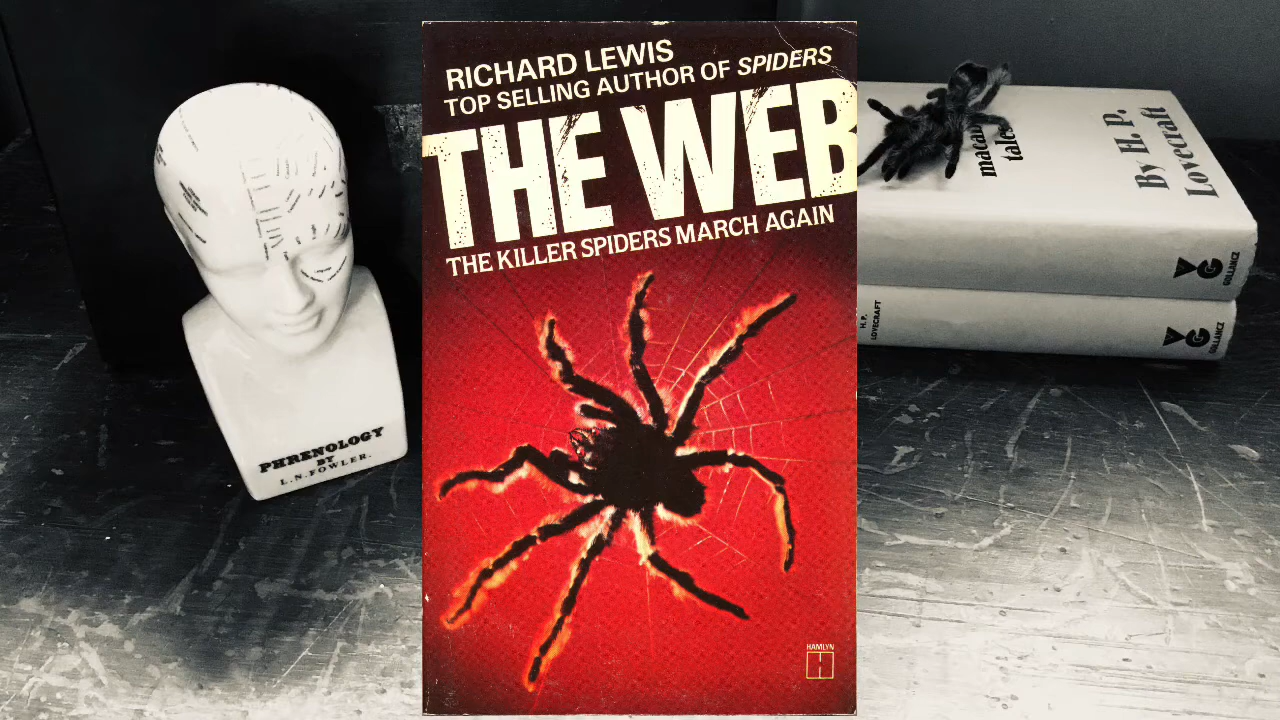 RICHARD LEWIS
TOP SELLING AUTHOR OF SPIDERS
THE WEB
THE KILLER SPIDERS MARCH AGAIN
HAMLYN
H
PHRENOLOGY
BY
L.N.FOWLER.
tales
By H. P.
Lovecraft
VG
GOLLANCZ
H. P.
LOVECRAFT
VG
GOLLANCZ